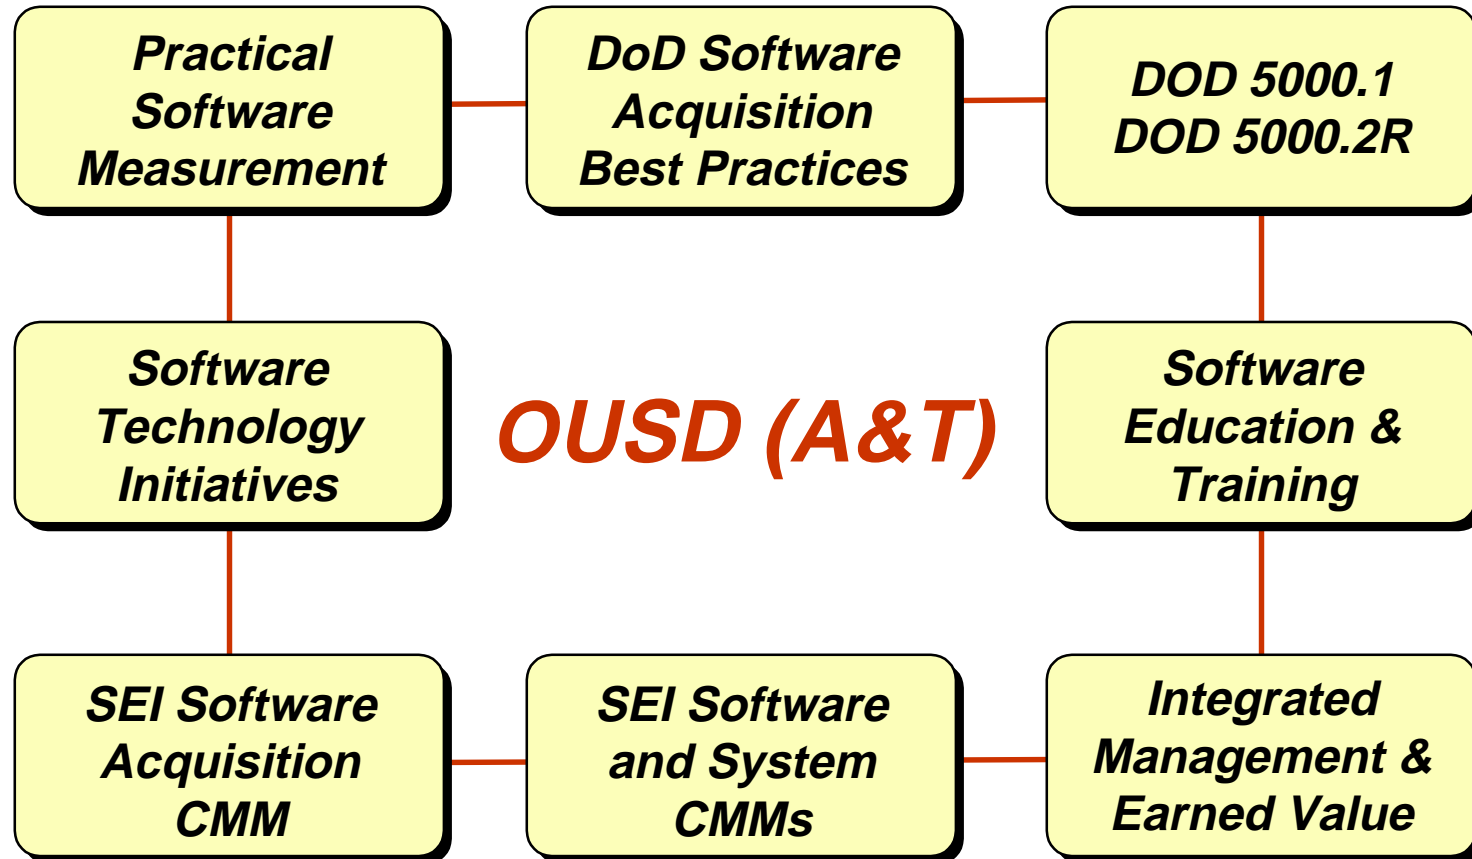 Practical
Software
Measurement
DoD Software
Acquisition
Best Practices
DOD 5000.1
DOD 5000.2R
Software
Technology
Initiatives
OUSD (A&T)
Software
Education &
Training
SEI Software
Acquisition
CMM
SEI Software
and System
CMMs
Integrated
Management &
Earned Value